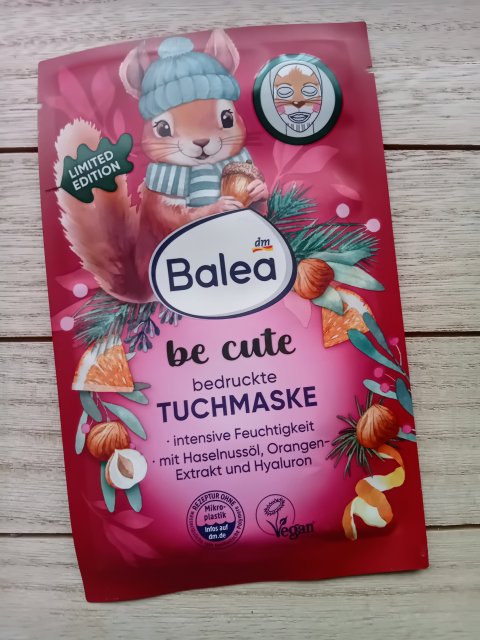 LIMITED
EDITION
dm
Balea
be cute
bedruckte
TUCHMASKE
· intensive Feuchtigkeit
· mit Haselnussöl, Orangen-
Extrakt und Hyaluron
REZEPTUR OHNE
Mikro-
plastik
Infos auf
dm.de
Vegan